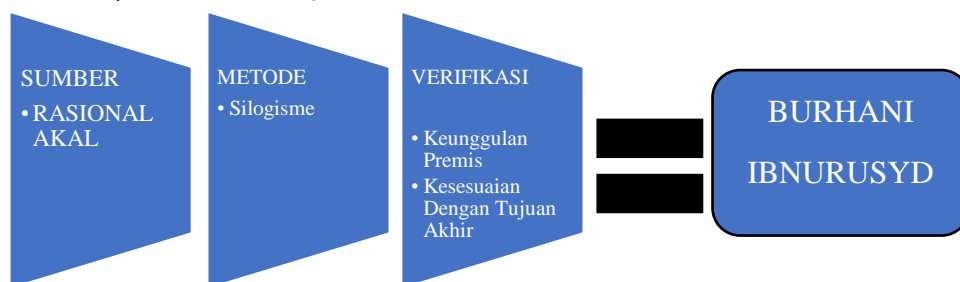 SUMBER
• RASIONAL
AKAL
METODE
• Silogisme
VERIFIKASI
• Keunggulan
Premis
• Kesesuaian
Dengan Tujuan
Akhir
BURHANI
IBNURUSYD